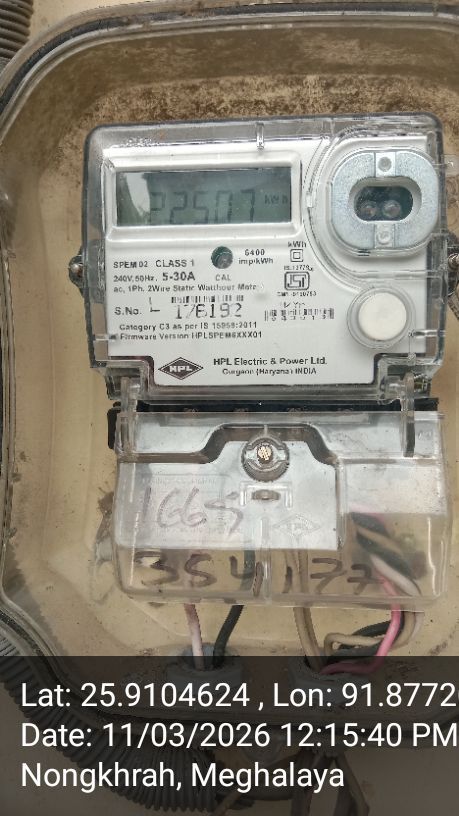 22507 kWh
SPEM 02 CLASS 1
240V,50Hz, 5-30A
ac, 1Ph, 2Wire Static Watthour Meter
CAL
6400
imp/kWh
kWh
S.No.
Category C3 as per IS 15959:2011
Firmware Version:HPLSPEM6XXX01
HPL
HPL Electric & Power Ltd.
Gurgaon (Haryana) INDIA
354177
Lat: 25.9104624 , Lon: 91.8772
Date: 11/03/2026 12:15:40 PM
Nongkhrah, Meghalaya